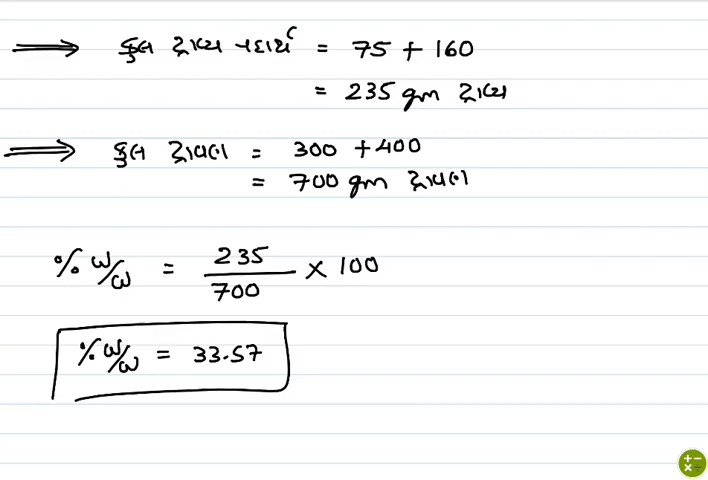 ⟹ કુલ દ્રાવ્ય પદાર્થ = 75 + 160
= 235 gm દ્રાવ્ય
⟹ કુલ દ્રાવણ = 300 + 400
= 700 gm દ્રાવણ
% w/w = 235/700 × 100
% w/w = 33.57